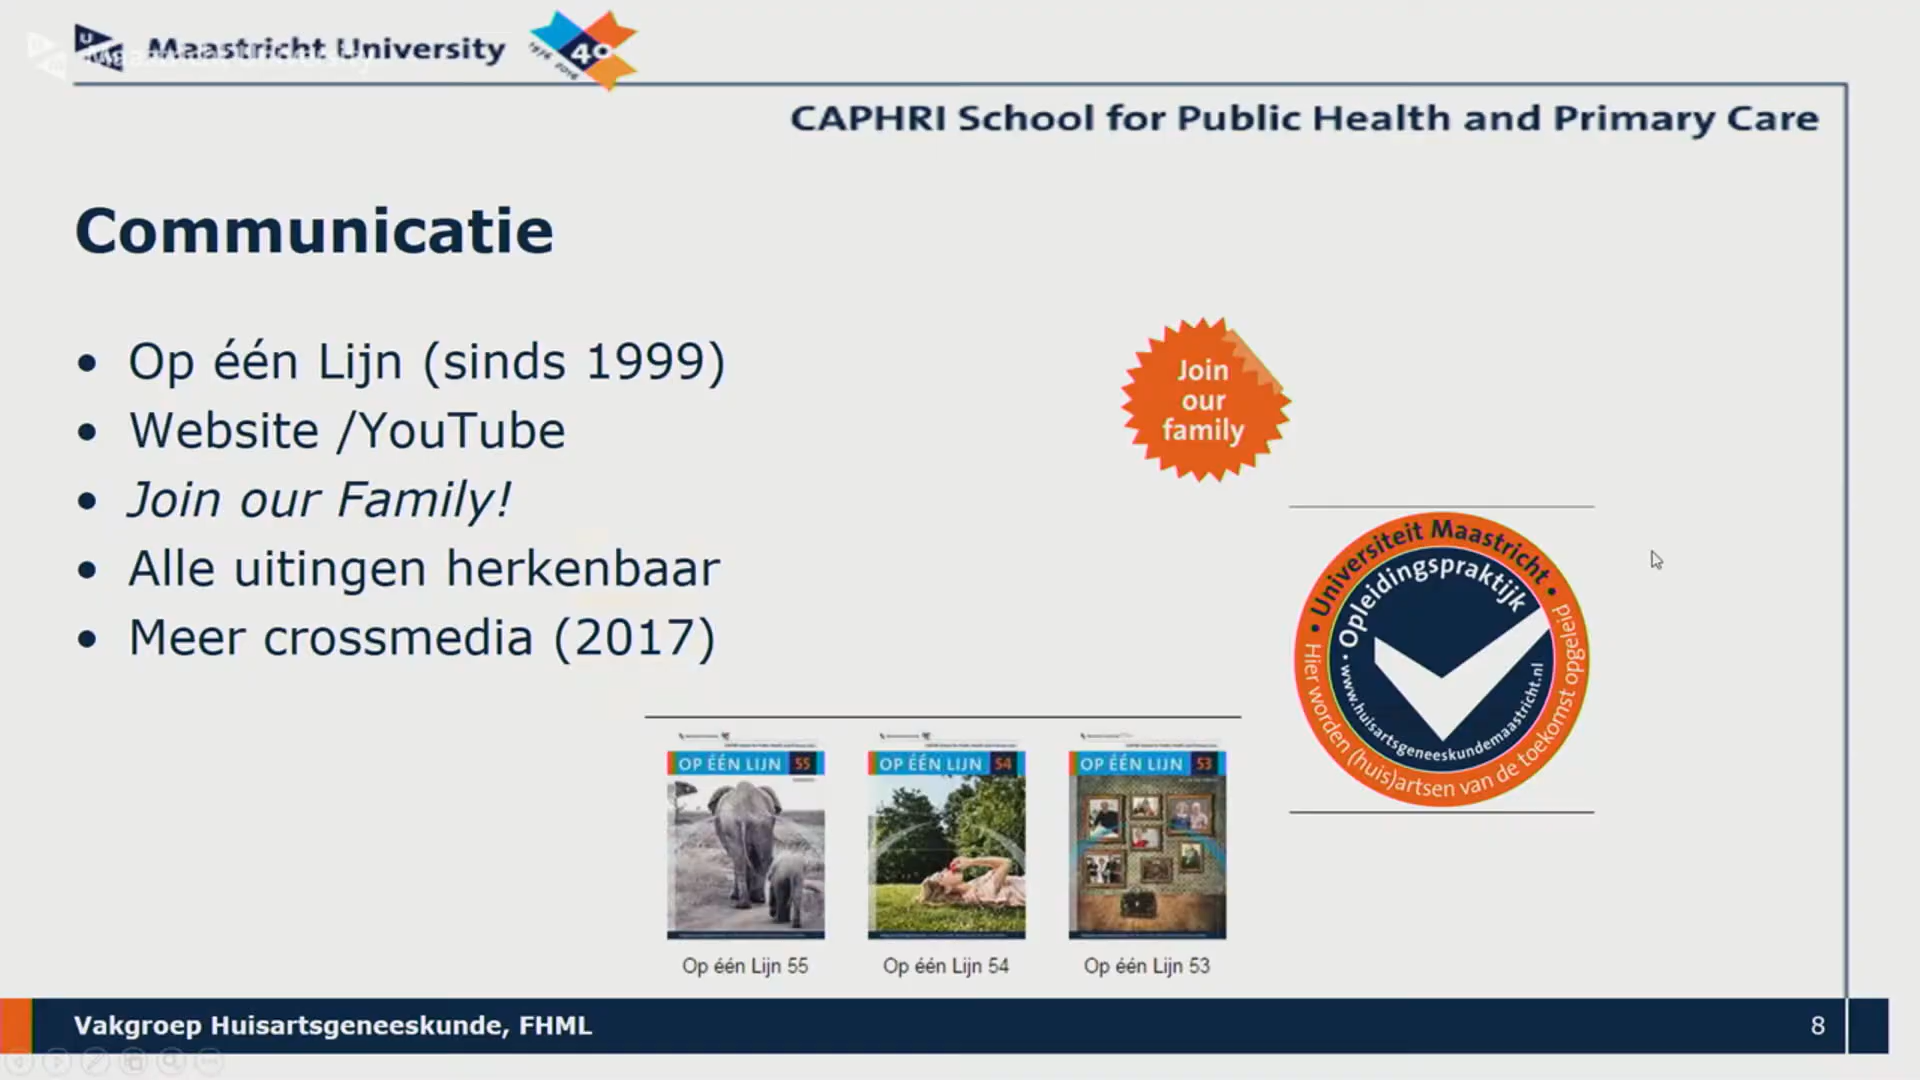 Maastricht University
1976 2016
40
CAPHRI School for Public Health and Primary Care
Communicatie
• Op één Lijn (sinds 1999)
• Website /YouTube
• Join our Family!
• Alle uitingen herkenbaar
• Meer crossmedia (2017)
Join
our
family
• Universiteit Maastricht •
• Opleidingspraktijk
www.huisartsgeneeskundemaastricht.nl
Hier worden (huis)artsen van de toekomst opgeleid
OP ÉÉN LIJN 55
OP ÉÉN LIJN 54
OP ÉÉN LIJN 53
Op één Lijn 55
Op één Lijn 54
Op één Lijn 53
Vakgroep Huisartsgeneeskunde, FHML
8